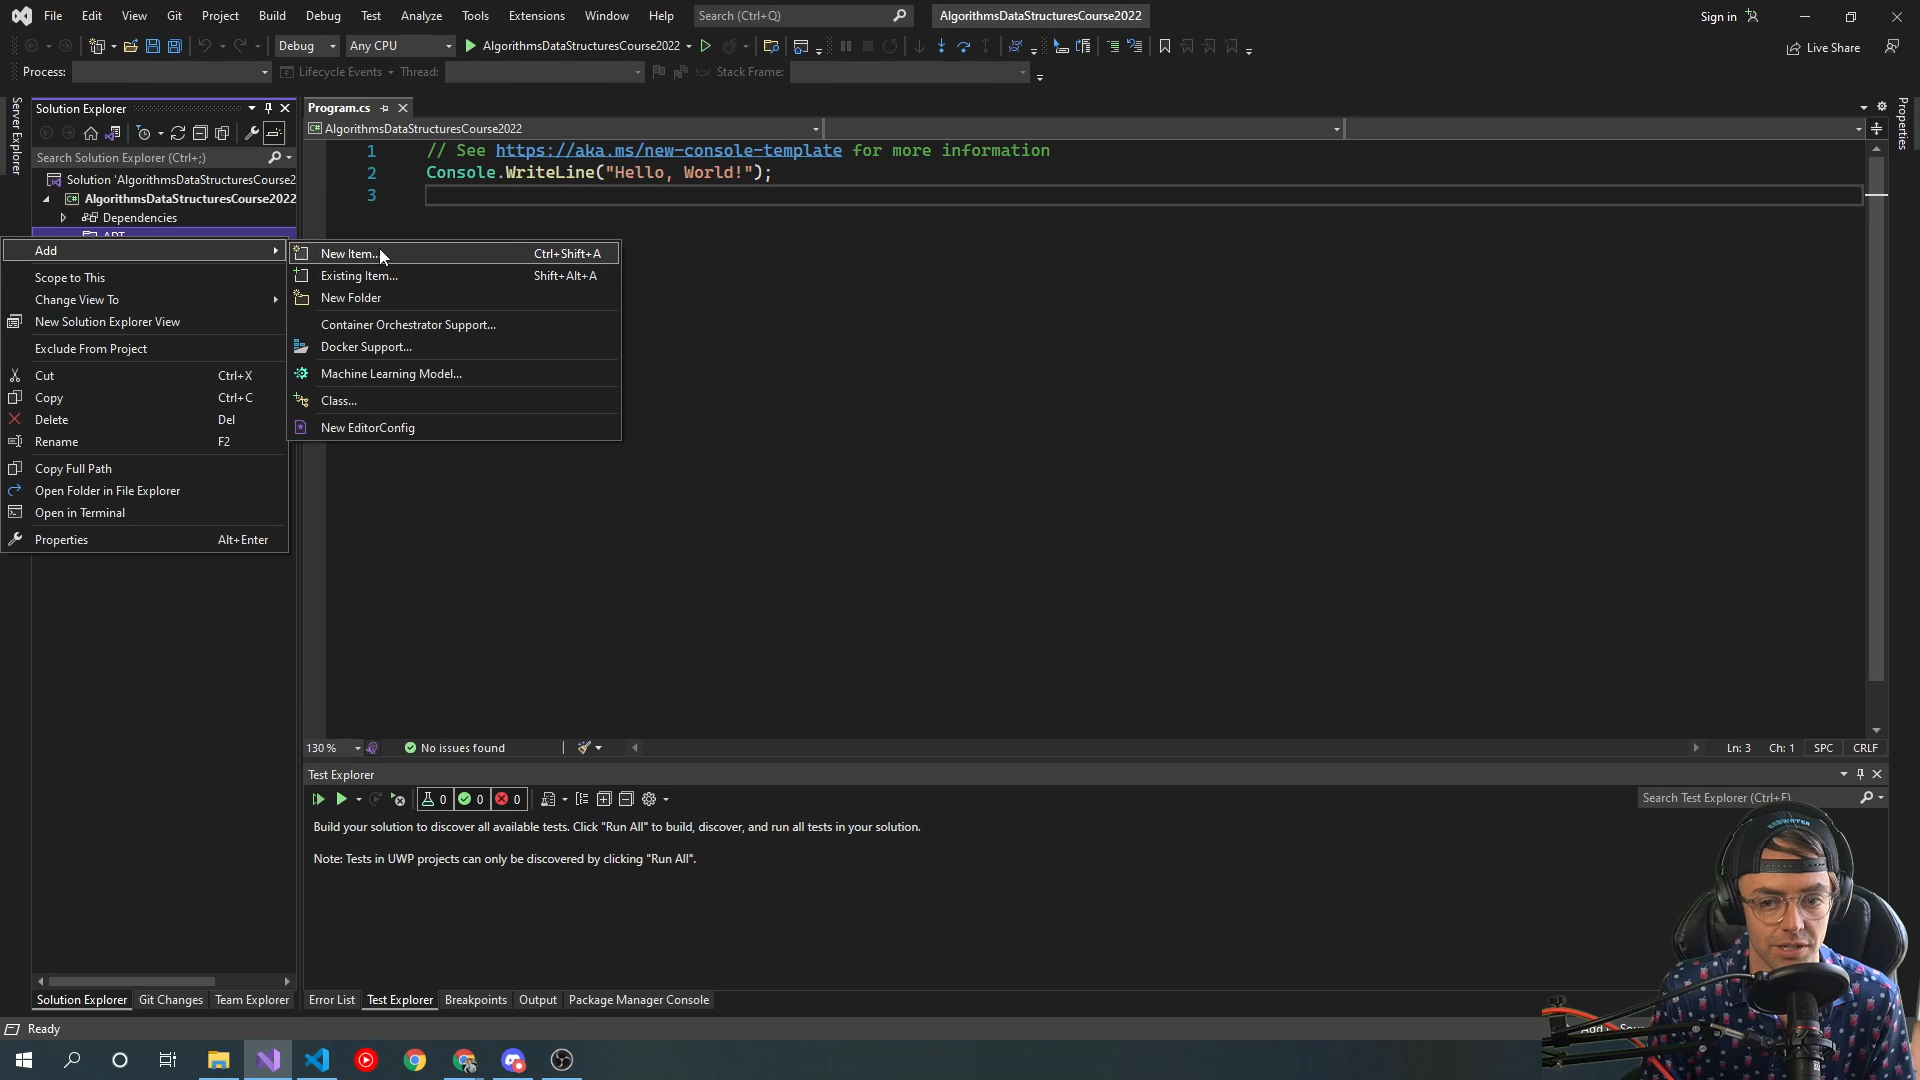 File Edit View Git Project Build Debug Test Analyze Tools Extensions Window Help Search (Ctrl+Q) AlgorithmsDataStructuresCourse2022 Sign in
Debug Any CPU AlgorithmsDataStructuresCourse2022 Live Share
Process: Lifecycle Events Thread: Stack Frame:
Server Explorer
Solution Explorer
Search Solution Explorer (Ctrl+;)
Solution 'AlgorithmsDataStructuresCourse2
AlgorithmsDataStructuresCourse2022
Dependencies
ADT
Program.cs
AlgorithmsDataStructuresCourse2022
1 // See https://aka.ms/new-console-template for more information
2 Console.WriteLine("Hello, World!");
3
Properties
Add
Scope to This
Change View To
New Solution Explorer View
Exclude From Project
Cut Ctrl+X
Copy Ctrl+C
Delete Del
Rename F2
Copy Full Path
Open Folder in File Explorer
Open in Terminal
Properties Alt+Enter
New Item... Ctrl+Shift+A
Existing Item... Shift+Alt+A
New Folder
Container Orchestrator Support...
Docker Support...
Machine Learning Model...
Class...
New EditorConfig
130 % No issues found Ln: 3 Ch: 1 SPC CRLF
Test Explorer
0 0 0 Search Test Explorer (Ctrl+E)
Build your solution to discover all available tests. Click "Run All" to build, discover, and run all tests in your solution.
Note: Tests in UWP projects can only be discovered by clicking "Run All".
Solution Explorer Git Changes Team Explorer Error List Test Explorer Breakpoints Output Package Manager Console
Ready